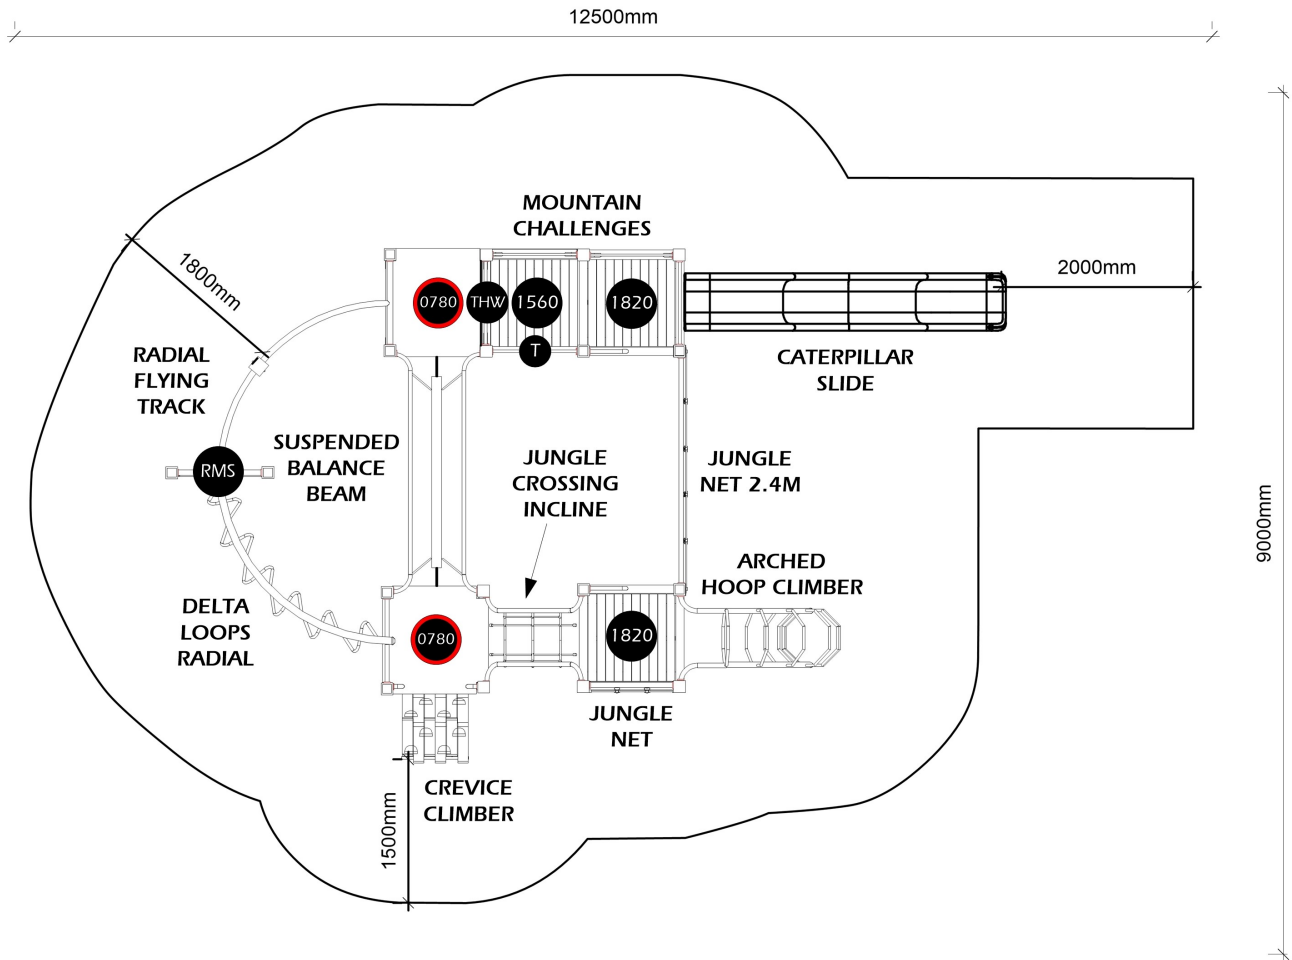 12500mm
MOUNTAIN
CHALLENGES
1800mm
2000mm
0780
THW
1560
1820
T
RADIAL
FLYING
TRACK
CATERPILLAR
SLIDE
SUSPENDED
BALANCE
BEAM
JUNGLE
CROSSING
INCLINE
JUNGLE
NET 2.4M
RMS
9000mm
ARCHED
HOOP CLIMBER
DELTA
LOOPS
RADIAL
0780
1820
JUNGLE
NET
CREVICE
CLIMBER
1500mm